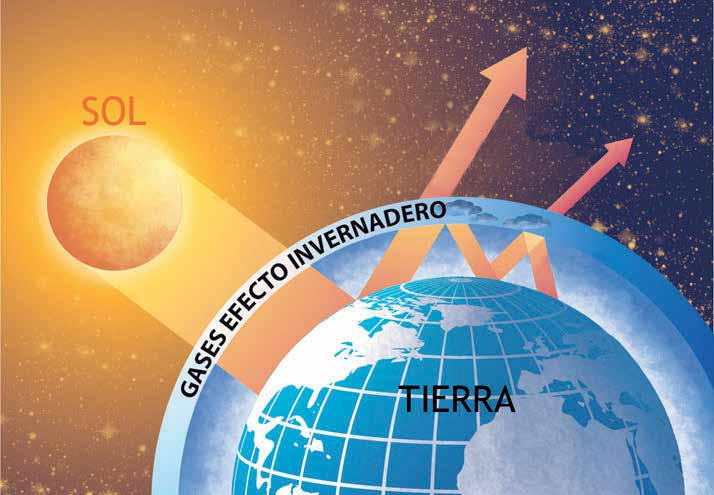 SOL
GASES EFECTO INVERNADERO
TIERRA